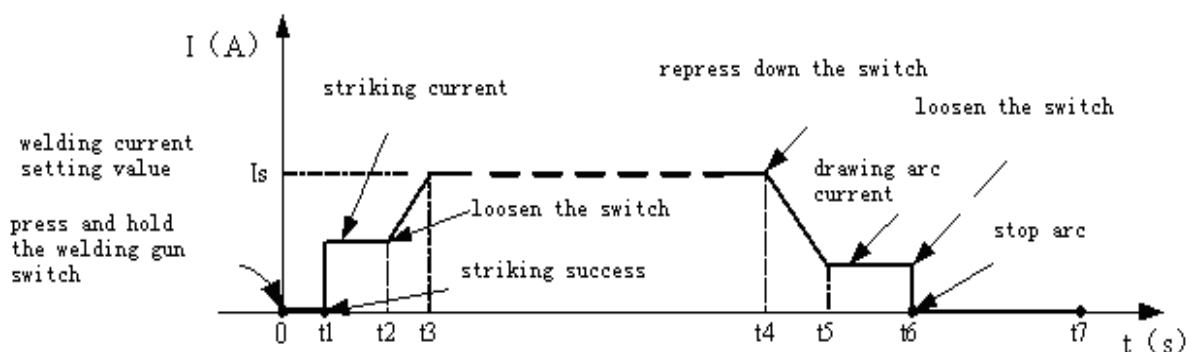 I (A)
striking current
welding current
setting value
Is
press and hold
the welding gun
switch
loosen the switch
striking success
repress down the switch
loosen the switch
drawing arc
current
stop arc
0 t1 t2 t3 t4 t5 t6 t7
t (s)